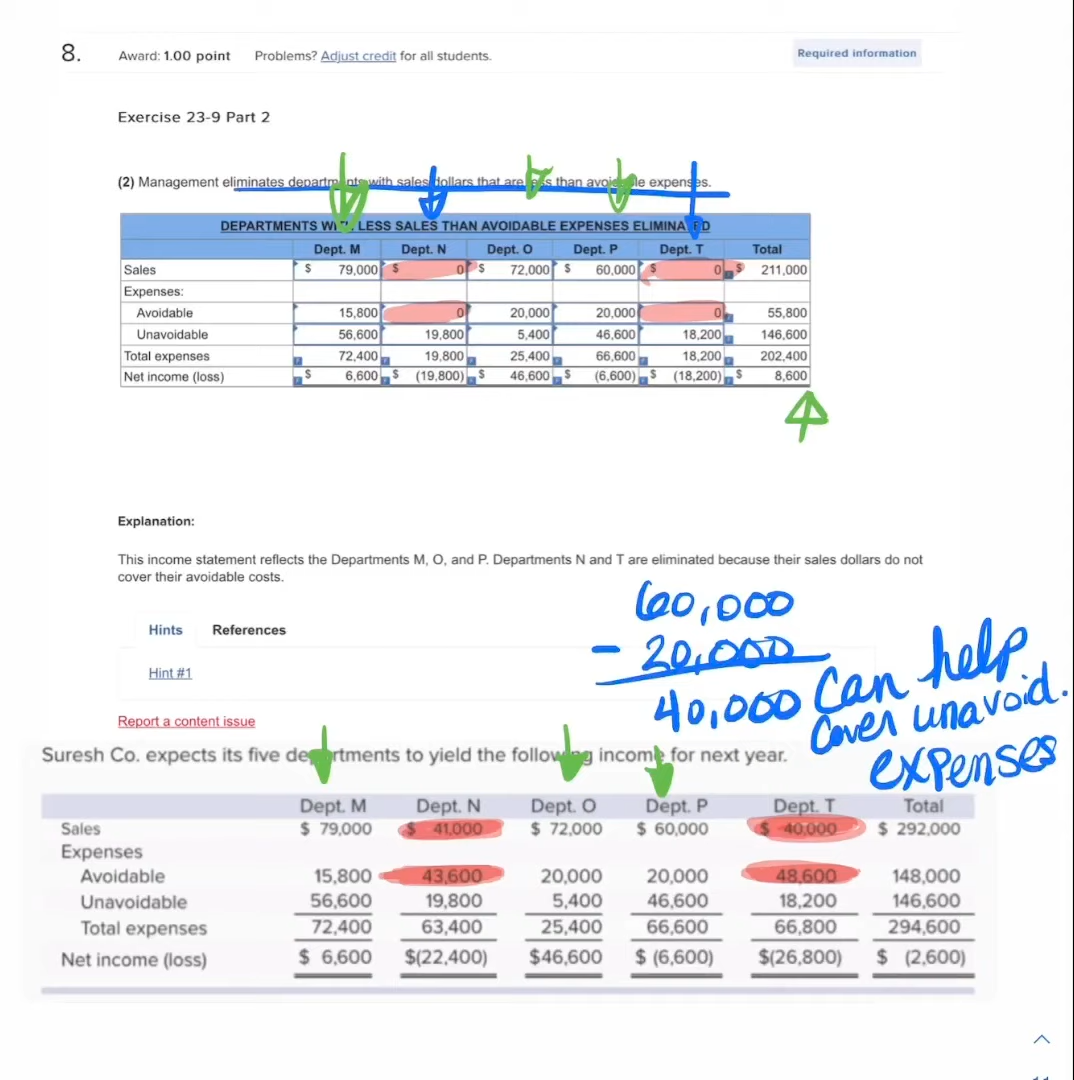 8. Award: 1.00 point Problems? Adjust credit for all students. Required information
Exercise 23-9 Part 2
(2) Management eliminates departments with sales dollars that are less than avoidable expenses.
DEPARTMENTS WITH LESS SALES THAN AVOIDABLE EXPENSES ELIMINATED
Dept. M Dept. N Dept. O Dept. P Dept. T Total
Sales $ 79,000 $ 0 $ 72,000 $ 60,000 $ 0 $ 211,000
Expenses:
Avoidable 15,800 0 20,000 20,000 0 55,800
Unavoidable 56,600 19,800 5,400 46,600 18,200 146,600
Total expenses 72,400 19,800 25,400 66,600 18,200 202,400
Net income (loss) $ 6,600 $ (19,800) $ 46,600 $ (6,600) $ (18,200) $ 8,600
Explanation:
This income statement reflects the Departments M, O, and P. Departments N and T are eliminated because their sales dollars do not
cover their avoidable costs.
60,000
- 20,000
40,000 Can help
cover unavoid.
expenses
Hints References
Hint #1
Report a content issue
Suresh Co. expects its five departments to yield the following income for next year.
Dept. M Dept. N Dept. O Dept. P Dept. T Total
Sales $ 79,000 $ 41,000 $ 72,000 $ 60,000 $ 40,000 $ 292,000
Expenses
Avoidable 15,800 43,600 20,000 20,000 48,600 148,000
Unavoidable 56,600 19,800 5,400 46,600 18,200 146,600
Total expenses 72,400 63,400 25,400 66,600 66,800 294,600
Net income (loss) $ 6,600 $(22,400) $46,600 $ (6,600) $(26,800) $ (2,600)